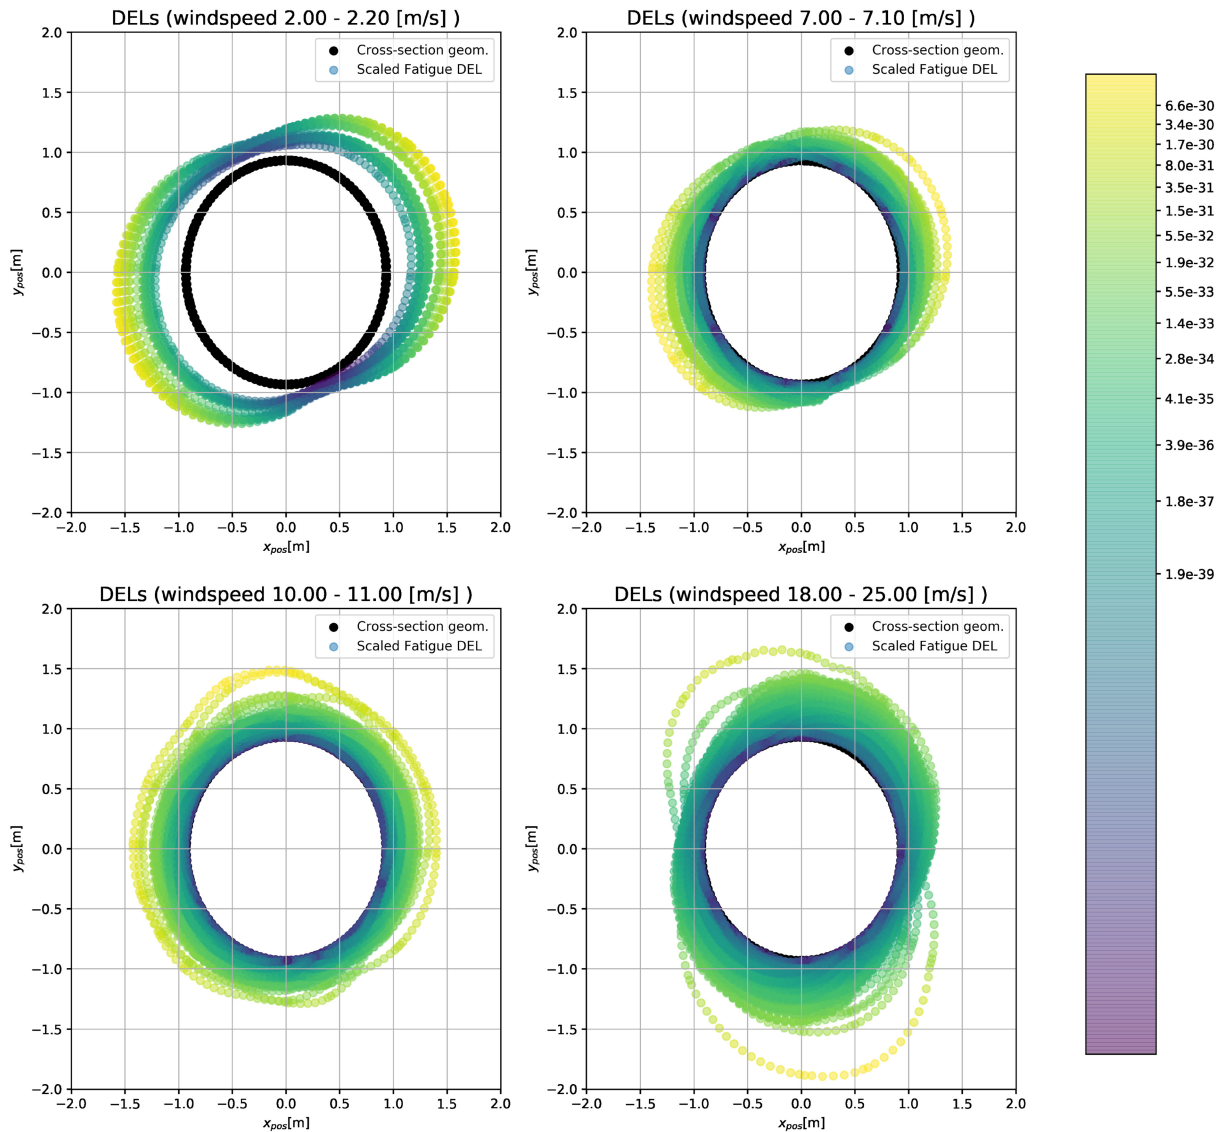 DELs (windspeed 2.00 - 2.20 [m/s] )
2.0
1.5
1.0
0.5
0.0
−0.5
−1.0
−1.5
−2.0
y_pos[m]
Cross-section geom.
Scaled Fatigue DEL
−2.0 −1.5 −1.0 −0.5 0.0 0.5 1.0 1.5 2.0
x_pos[m]
DELs (windspeed 7.00 - 7.10 [m/s] )
2.0
1.5
1.0
0.5
0.0
−0.5
−1.0
−1.5
−2.0
y_pos[m]
Cross-section geom.
Scaled Fatigue DEL
−2.0 −1.5 −1.0 −0.5 0.0 0.5 1.0 1.5 2.0
x_pos[m]
DELs (windspeed 10.00 - 11.00 [m/s] )
2.0
1.5
1.0
0.5
0.0
−0.5
−1.0
−1.5
−2.0
y_pos[m]
Cross-section geom.
Scaled Fatigue DEL
−2.0 −1.5 −1.0 −0.5 0.0 0.5 1.0 1.5 2.0
x_pos[m]
DELs (windspeed 18.00 - 25.00 [m/s] )
2.0
1.5
1.0
0.5
0.0
−0.5
−1.0
−1.5
−2.0
y_pos[m]
Cross-section geom.
Scaled Fatigue DEL
−2.0 −1.5 −1.0 −0.5 0.0 0.5 1.0 1.5 2.0
x_pos[m]
6.6e-30
3.4e-30
1.7e-30
8.0e-31
3.5e-31
1.5e-31
5.5e-32
1.9e-32
5.5e-33
1.4e-33
2.8e-34
4.1e-35
3.9e-36
1.8e-37
1.9e-39